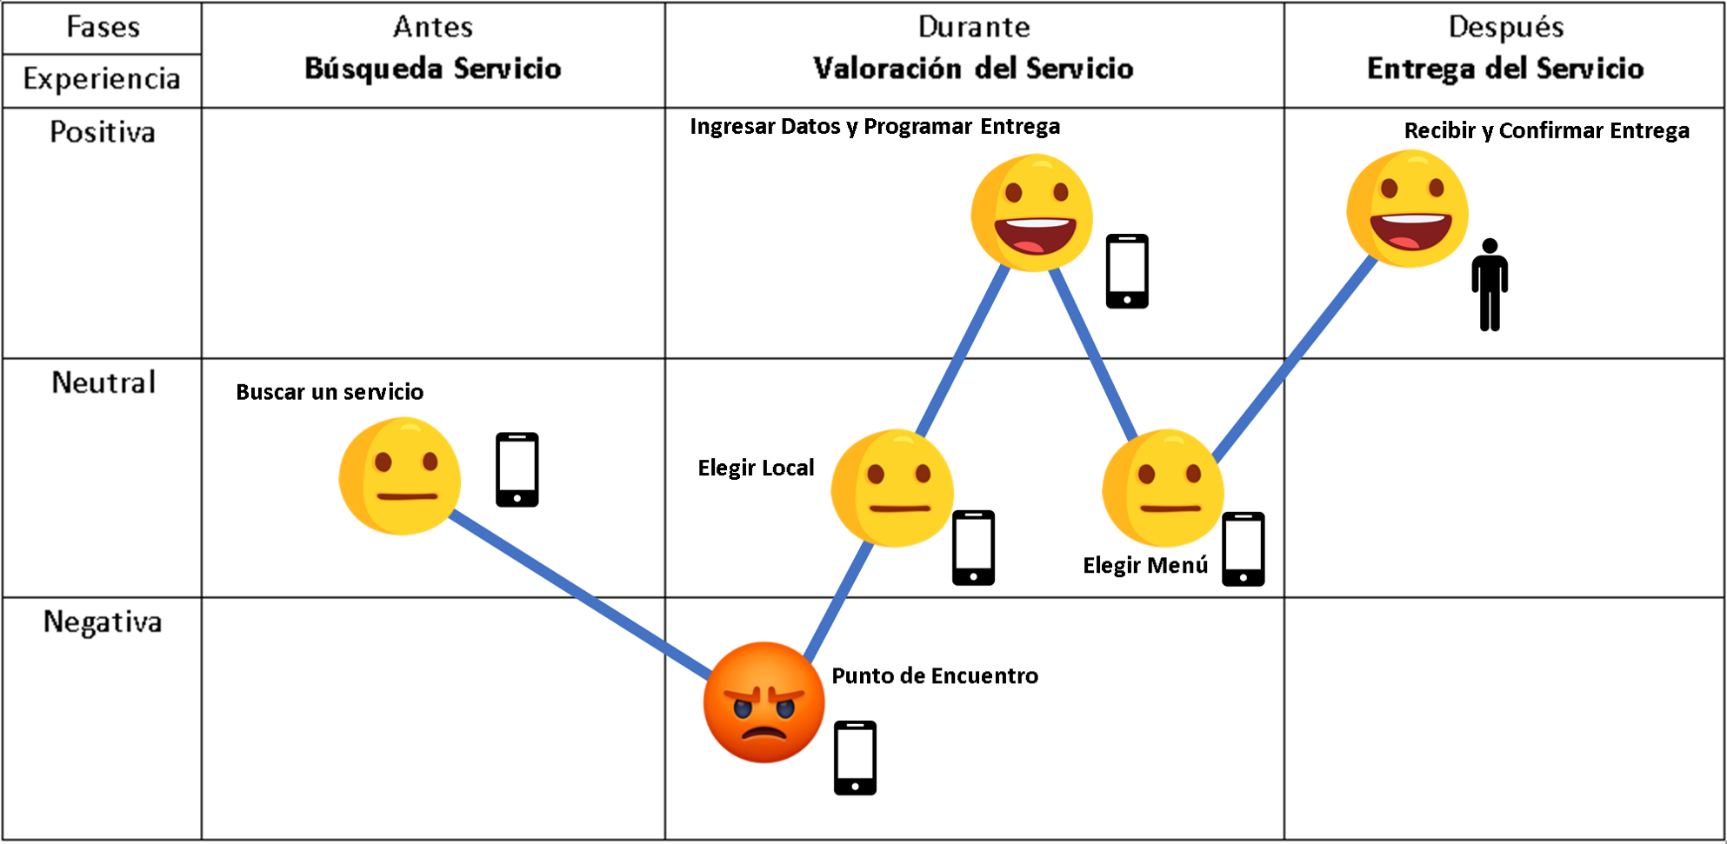 Fases
Antes
Durante
Después
Experiencia
Búsqueda Servicio
Valoración del Servicio
Entrega del Servicio
Positiva
Ingresar Datos y Programar Entrega
Recibir y Confirmar Entrega
Neutral
Buscar un servicio
Elegir Local
Elegir Menú
Negativa
Punto de Encuentro